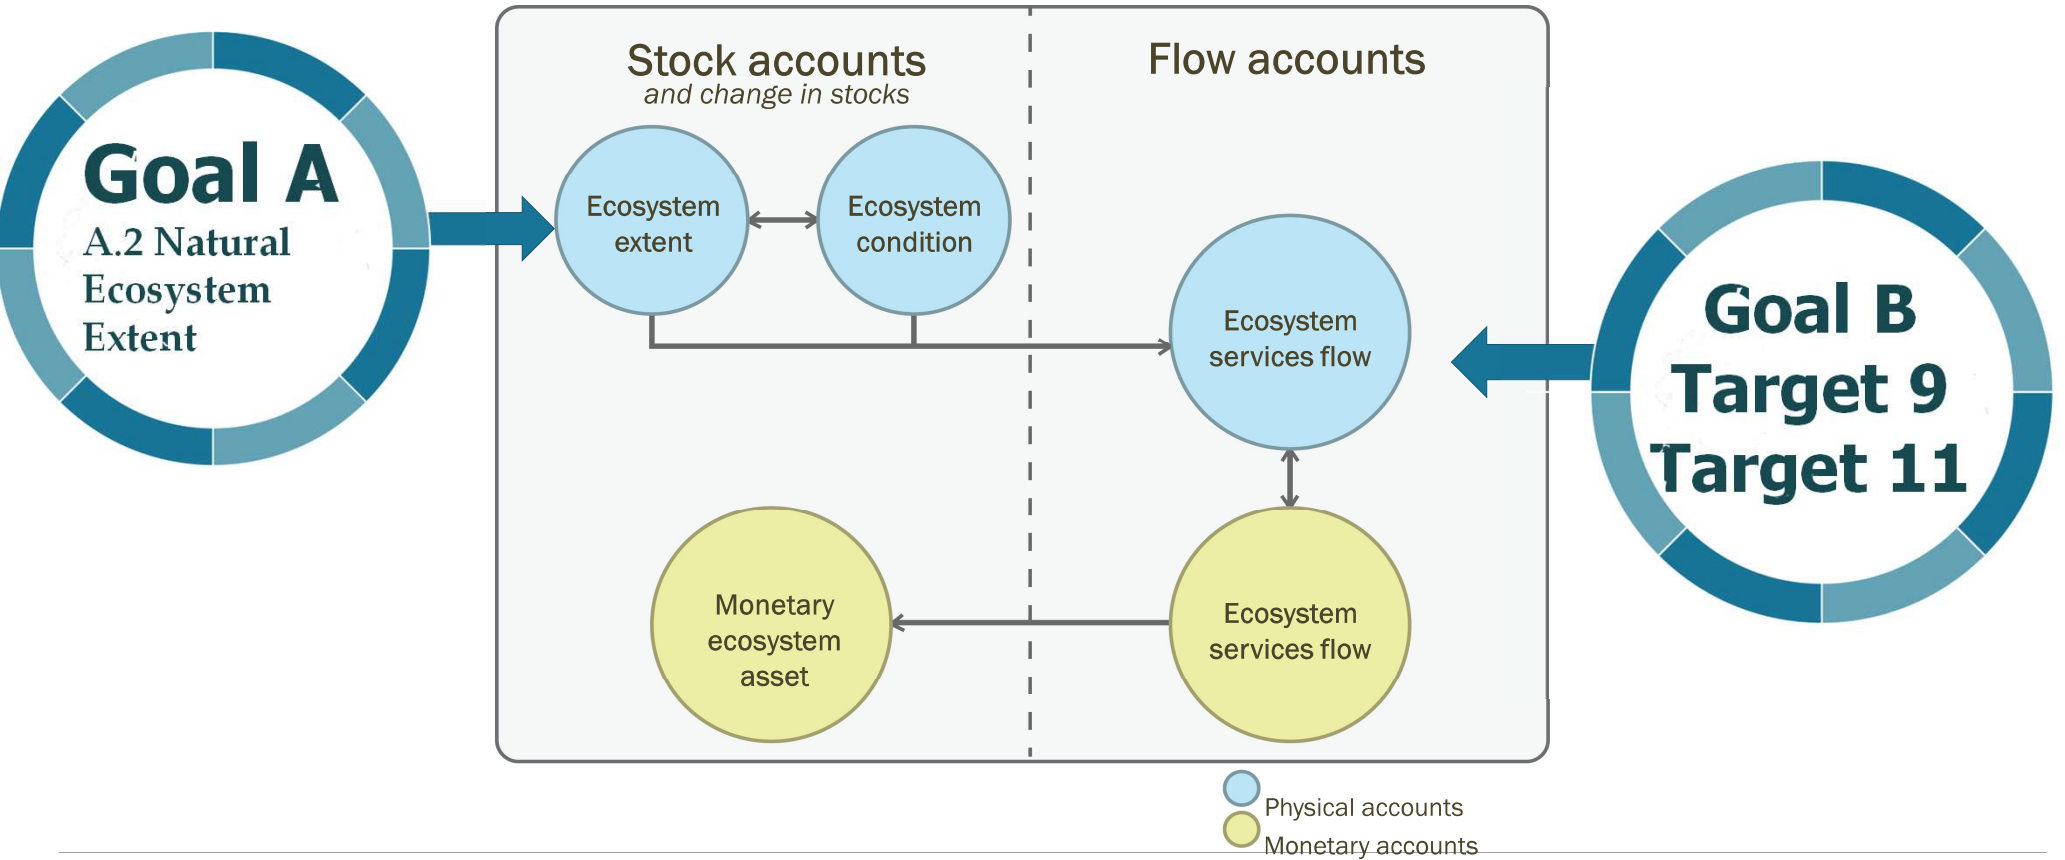 Goal A
A.2 Natural
Ecosystem
Extent
Stock accounts
and change in stocks
Flow accounts
Ecosystem
extent
Ecosystem
condition
Ecosystem
services flow
Monetary
ecosystem
asset
Ecosystem
services flow
Goal B
Target 9
Target 11
Physical accounts
Monetary accounts